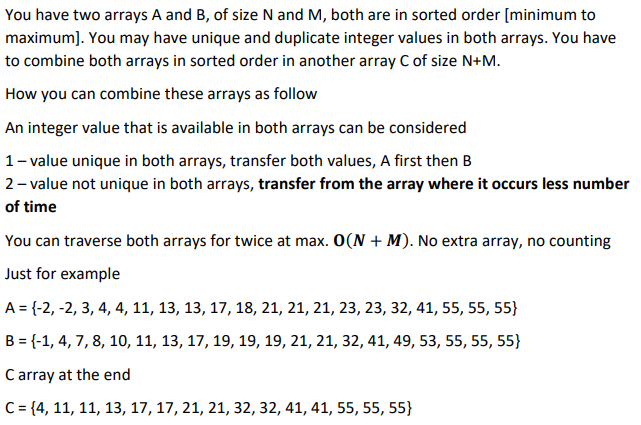 You have two arrays A and B, of size N and M, both are in sorted order [minimum to
maximum]. You may have unique and duplicate integer values in both arrays. You have
to combine both arrays in sorted order in another array C of size N+M.
How you can combine these arrays as follow
An integer value that is available in both arrays can be considered
1 – value unique in both arrays, transfer both values, A first then B
2 – value not unique in both arrays, transfer from the array where it occurs less number
of time
You can traverse both arrays for twice at max. O(N + M). No extra array, no counting
Just for example
A = {-2, -2, 3, 4, 4, 11, 13, 13, 17, 18, 21, 21, 21, 23, 23, 32, 41, 55, 55, 55}
B = {-1, 4, 7, 8, 10, 11, 13, 17, 19, 19, 19, 21, 21, 32, 41, 49, 53, 55, 55, 55}
C array at the end
C = {4, 11, 11, 13, 17, 17, 21, 21, 32, 32, 41, 41, 55, 55, 55}